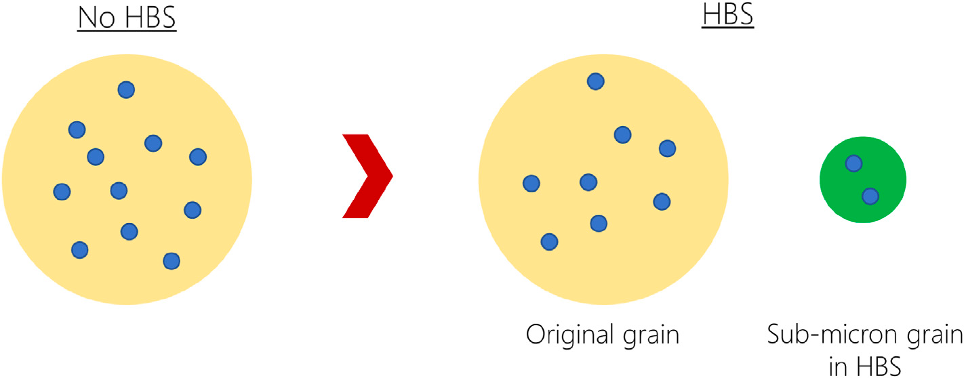 No HBS
HBS
Original grain
Sub-micron grain
in HBS